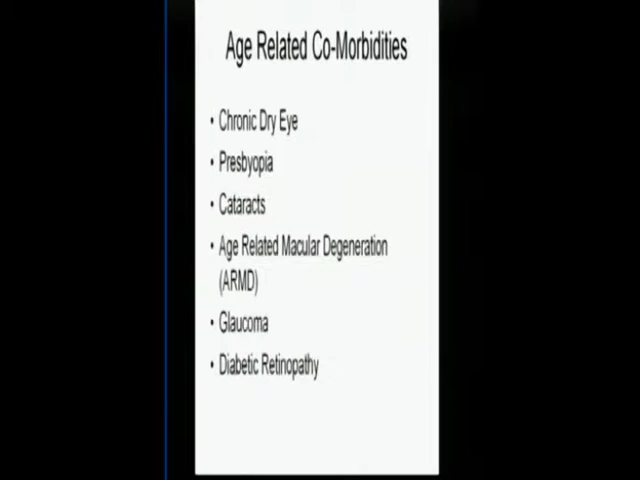 Age Related Co-Morbidities
• Chronic Dry Eye
• Presbyopia
• Cataracts
• Age Related Macular Degeneration
(ARMD)
• Glaucoma
• Diabetic Retinopathy